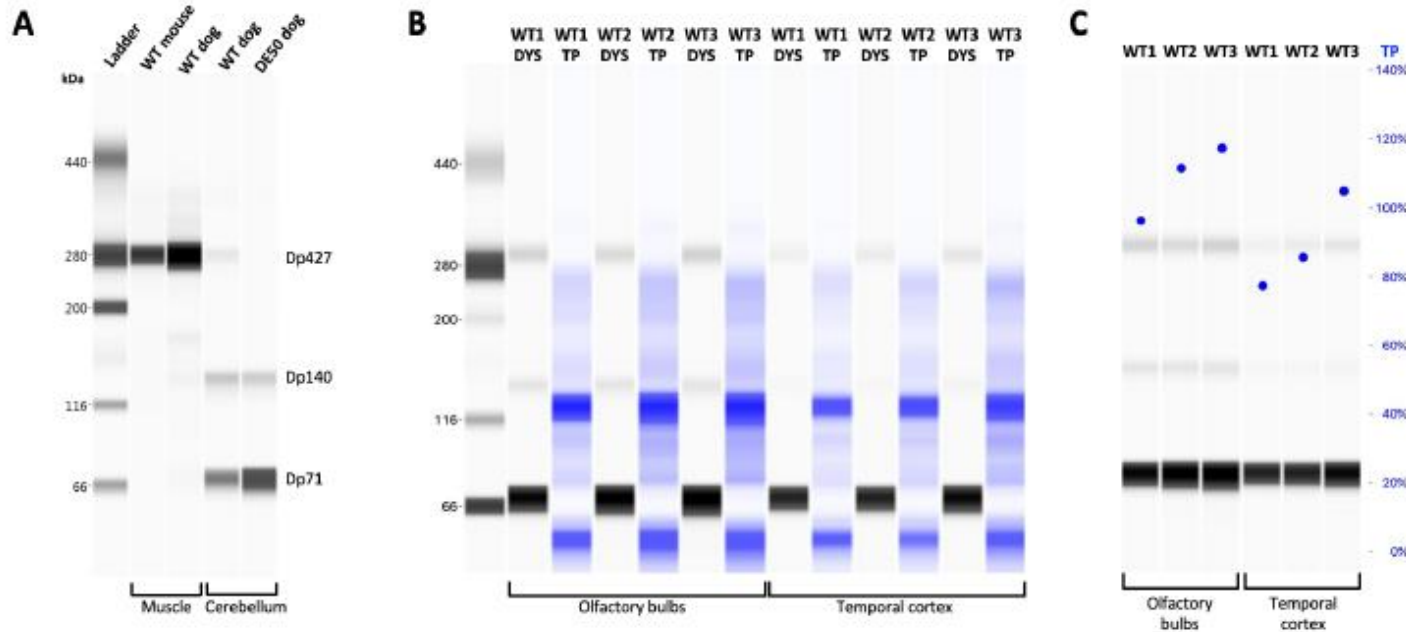 A
Ladder
WT mouse
WT dog
WT dog
DE50 dog
kDa
440
280
200
116
66
Dp427
Dp140
Dp71
Muscle Cerebellum
B
WT1 WT1 WT2 WT2 WT3 WT3 WT1 WT1 WT2 WT2 WT3 WT3
DYS TP DYS TP DYS TP DYS TP DYS TP DYS TP
440
280
200
116
66
Olfactory bulbs Temporal cortex
C
WT1 WT2 WT3 WT1 WT2 WT3 TP
140%
120%
100%
80%
60%
40%
20%
0%
Olfactory Temporal
bulbs cortex